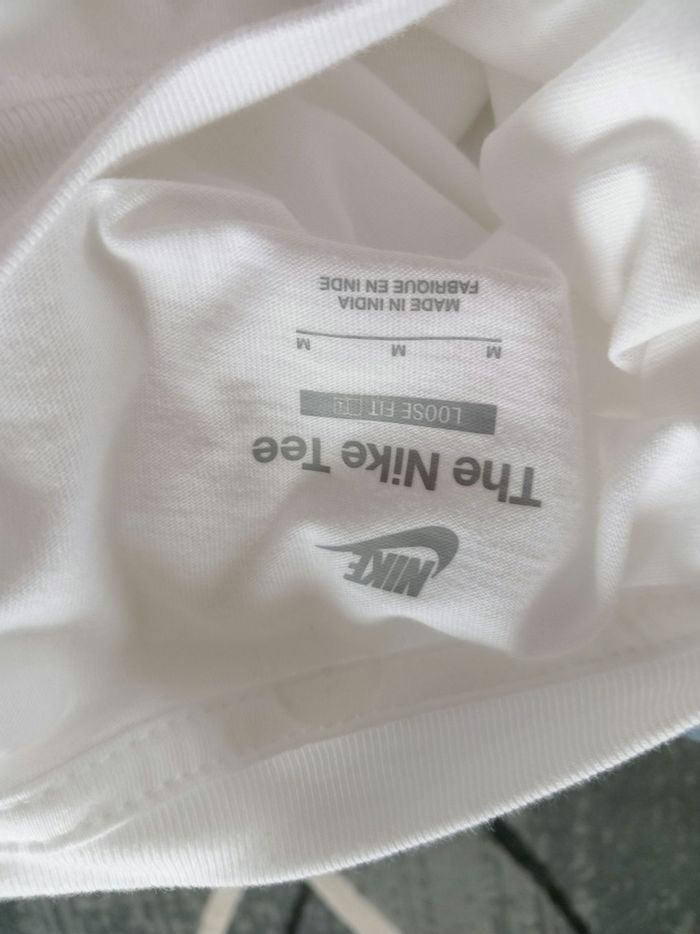 NIKE
The Nike Tee
LOOSE FIT
M M M
MADE IN INDIA
FABRIQUE EN INDE